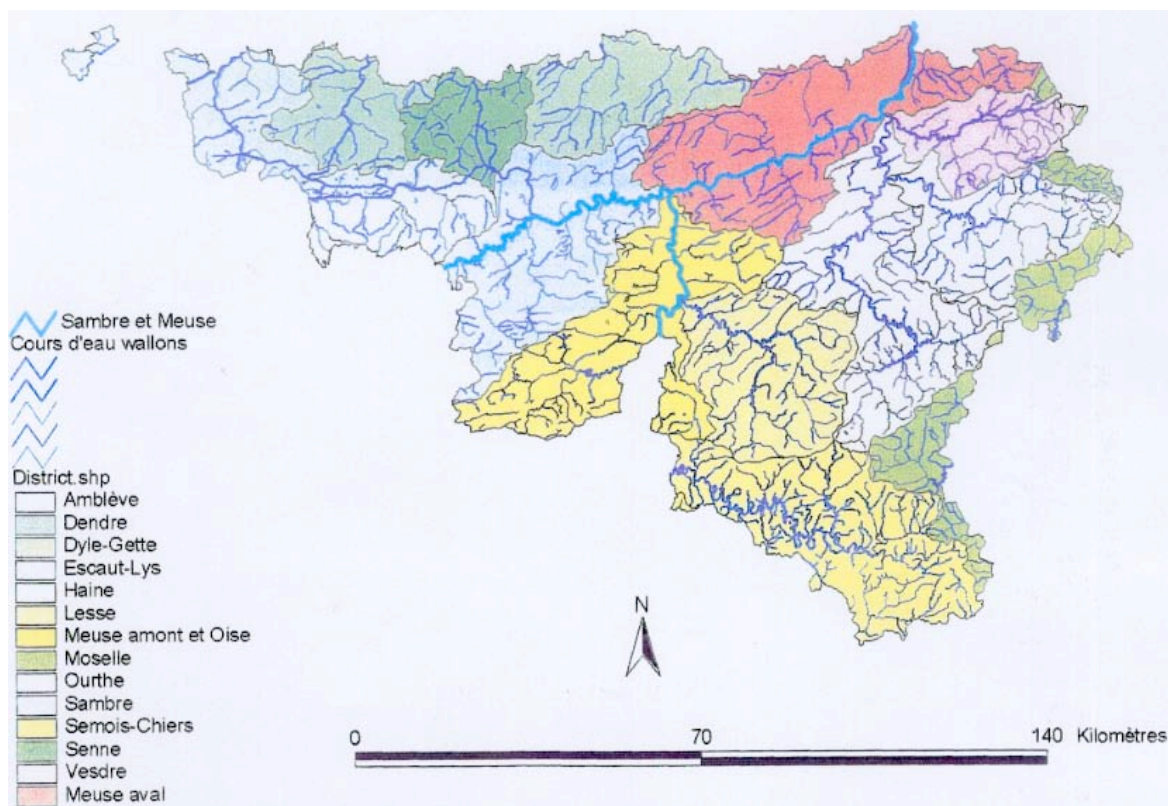 Sambre et Meuse
Cours d'eau wallons
District.shp
Amblève
Dendre
Dyle-Gette
Escaut-Lys
Haine
Lesse
Meuse amont et Oise
Moselle
Ourthe
Sambre
Semois-Chiers
Senne
Vesdre
Meuse aval
N
0 70 140 Kilomètres